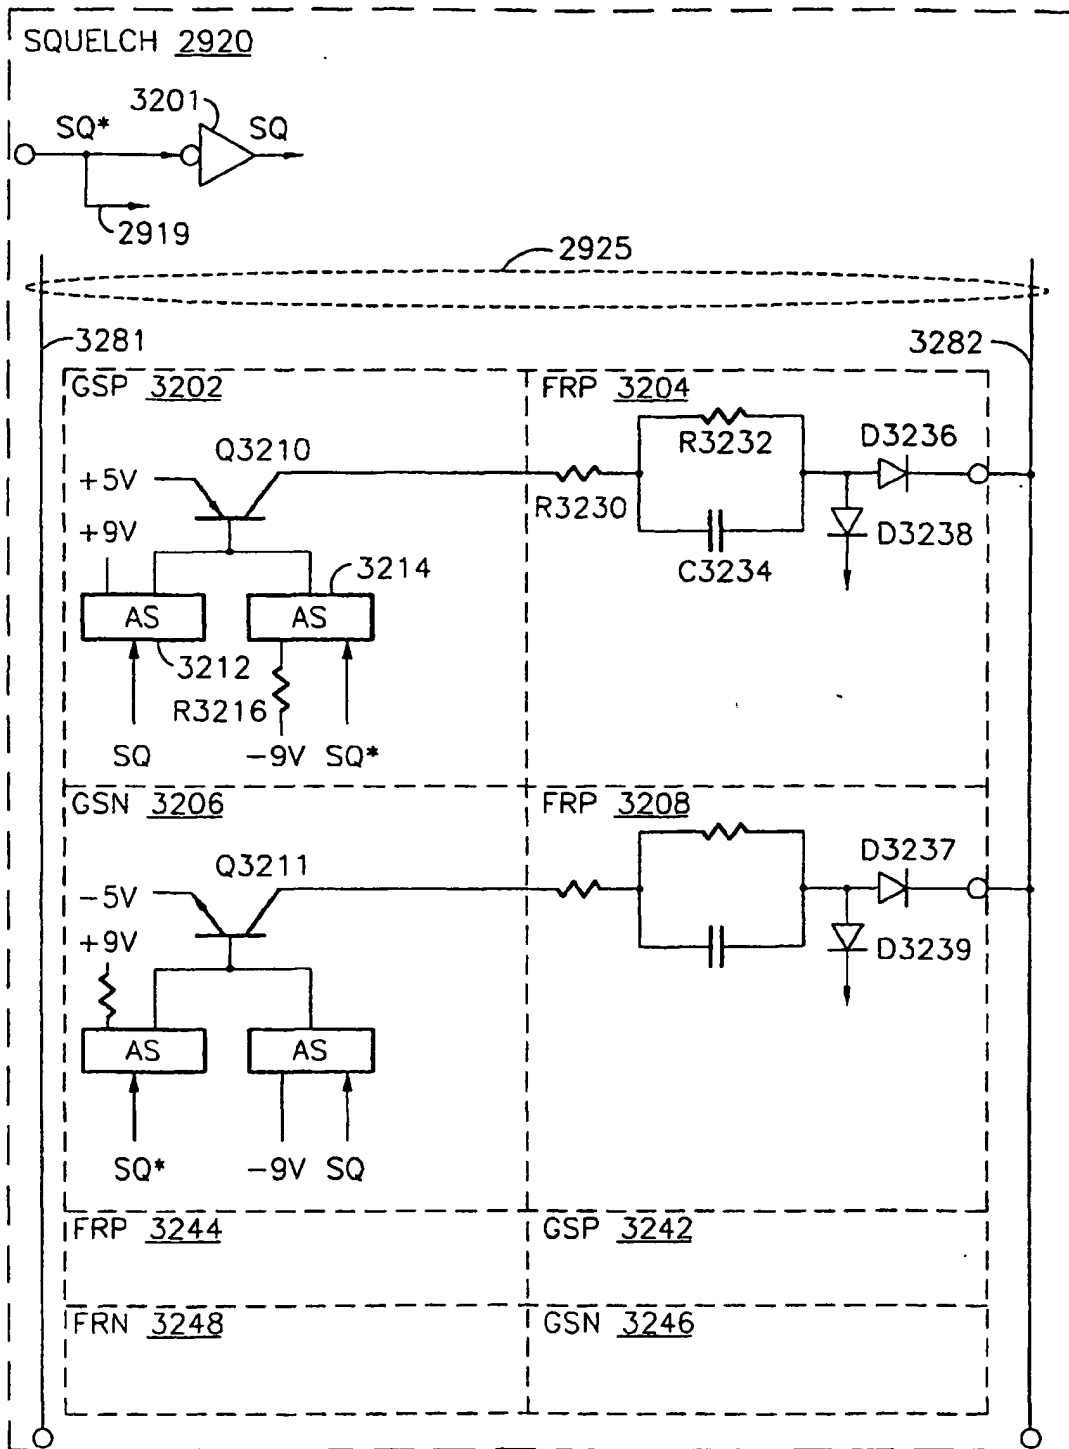 SQUELCH 2920
3201
SQ*
SQ
2919
2925
3281
3282
GSP 3202
FRP 3204
Q3210
+5V
+9V
R3230
R3232
C3234
D3236
D3238
3214
AS
AS
3212
R3216
SQ
-9V
SQ*
GSN 3206
FRP 3208
Q3211
-5V
+9V
D3237
D3239
AS
AS
SQ*
-9V
SQ
FRP 3244
GSP 3242
FRN 3248
GSN 3246